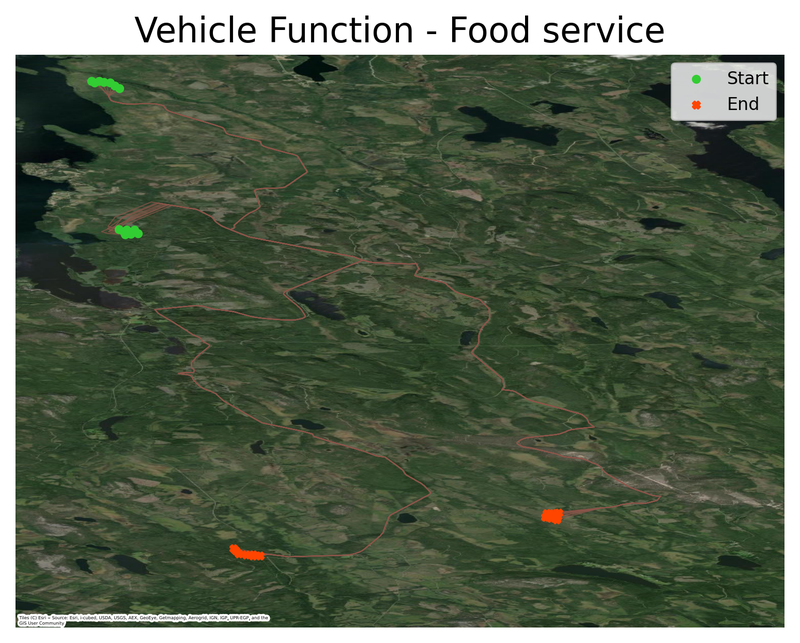 Vehicle Function - Food service
Start
End
Tiles (C) Esri -- Source: Esri, i-cubed, USDA, USGS, AEX, GeoEye, Getmapping, Aerogrid, IGN, IGP, UPR-EGP, and the
GIS User Community